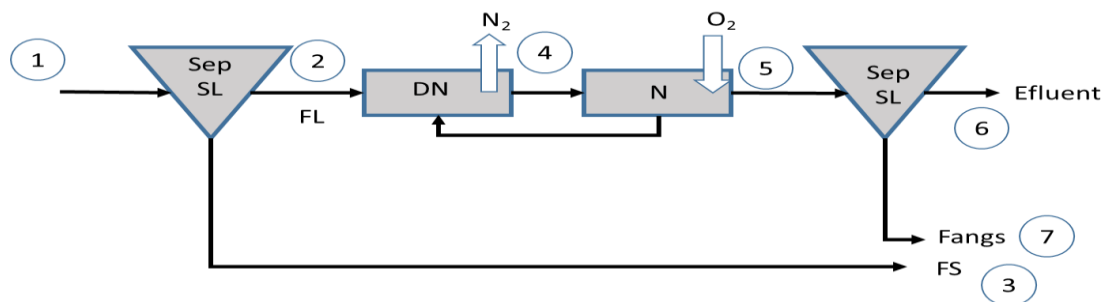 1
Sep
SL
2
FL
N₂
DN
4
O₂
N
5
Sep
SL
Efluent
6
Fangs
7
FS
3